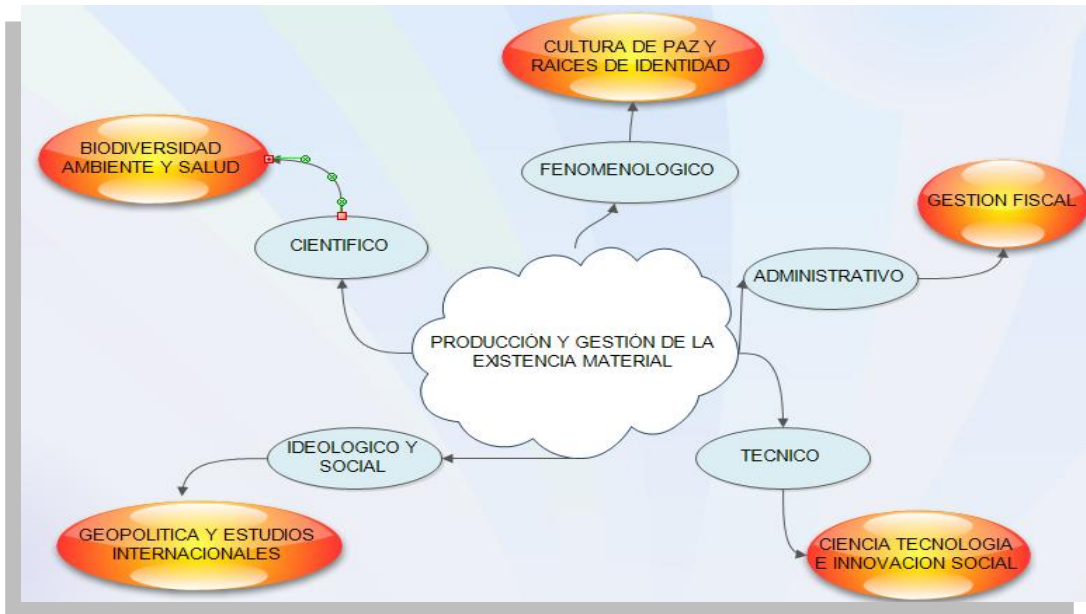 CULTURA DE PAZ Y
RAICES DE IDENTIDAD
BIODIVERSIDAD
AMBIENTE Y SALUD
FENOMENOLOGICO
GESTION FISCAL
CIENTIFICO
ADMINISTRATIVO
PRODUCCIÓN Y GESTIÓN DE LA
EXISTENCIA MATERIAL
IDEOLOGICO Y
SOCIAL
TECNICO
GEOPOLITICA Y ESTUDIOS
INTERNACIONALES
CIENCIA TECNOLOGIA
E INNOVACION SOCIAL